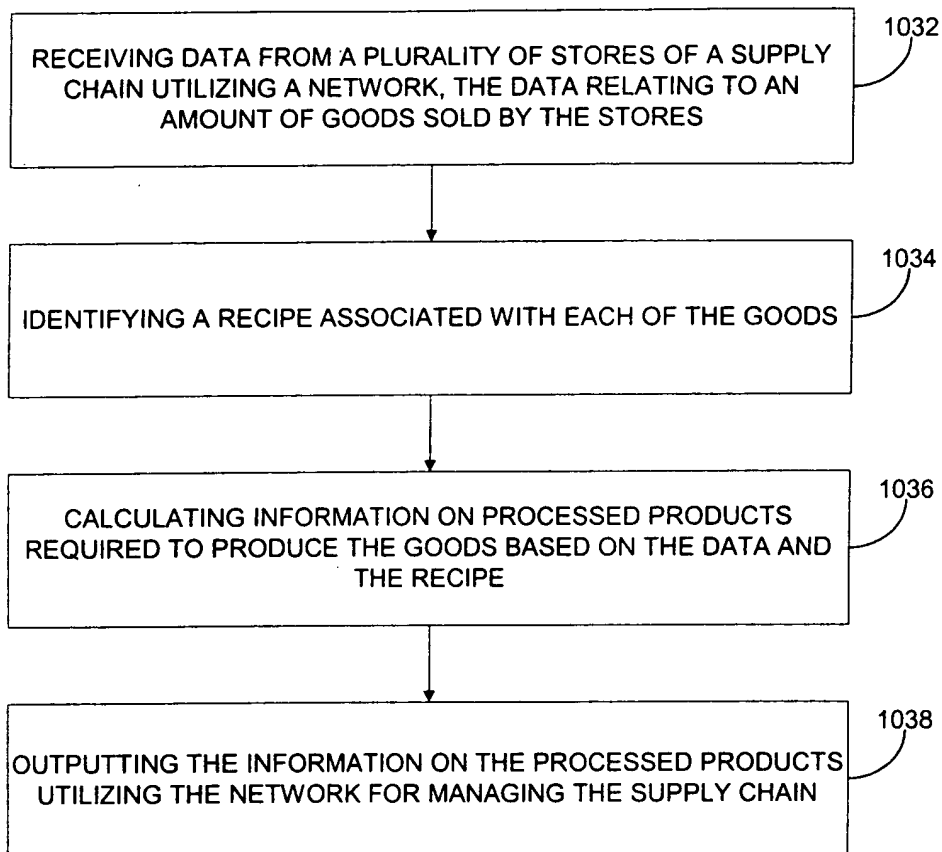 RECEIVING DATA FROM A PLURALITY OF STORES OF A SUPPLY
CHAIN UTILIZING A NETWORK, THE DATA RELATING TO AN
AMOUNT OF GOODS SOLD BY THE STORES
1032
IDENTIFYING A RECIPE ASSOCIATED WITH EACH OF THE GOODS
1034
CALCULATING INFORMATION ON PROCESSED PRODUCTS
REQUIRED TO PRODUCE THE GOODS BASED ON THE DATA AND
THE RECIPE
1036
OUTPUTTING THE INFORMATION ON THE PROCESSED PRODUCTS
UTILIZING THE NETWORK FOR MANAGING THE SUPPLY CHAIN
1038